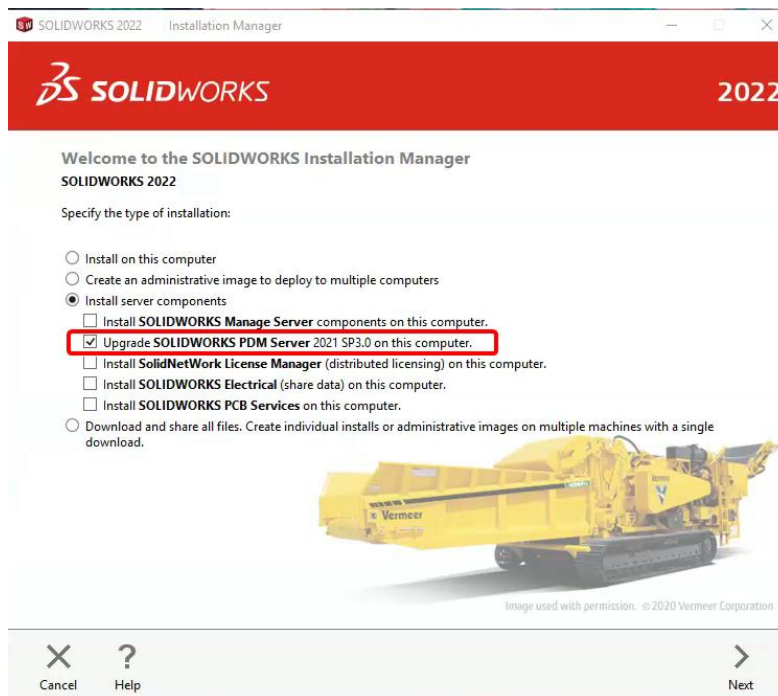 SOLIDWORKS 2022 Installation Manager
SOLIDWORKS
2022
Welcome to the SOLIDWORKS Installation Manager
SOLIDWORKS 2022
Specify the type of installation:
Install on this computer
Create an administrative image to deploy to multiple computers
Install server components
Install SOLIDWORKS Manage Server components on this computer.
Upgrade SOLIDWORKS PDM Server 2021 SP3.0 on this computer.
Install SolidNetWork License Manager (distributed licensing) on this computer.
Install SOLIDWORKS Electrical (share data) on this computer.
Install SOLIDWORKS PCB Services on this computer.
Download and share all files. Create individual installs or administrative images on multiple machines with a single
download.
Vermeer
Vermeer
Image used with permission. © 2020 Vermeer Corporation
Cancel
Help
Next